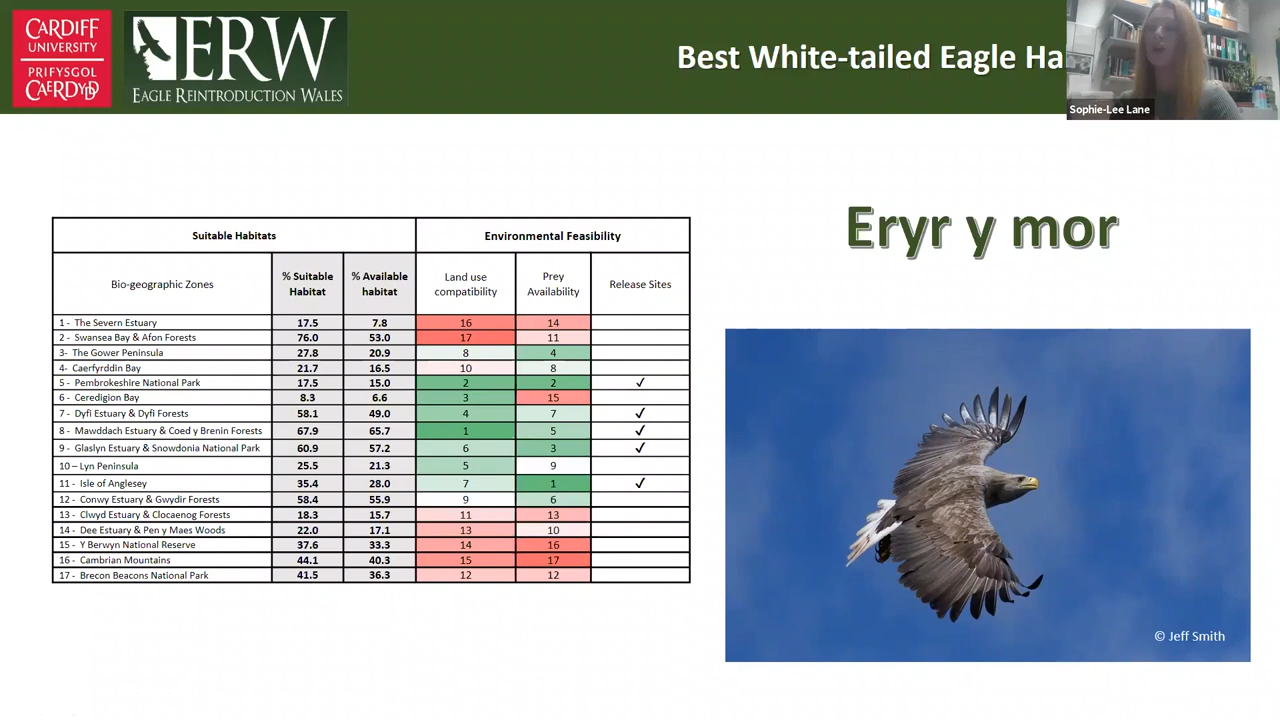 CARDIFF
UNIVERSITY
PRIFYSGOL
CAERDYDD
ERW
EAGLE REINTRODUCTION WALES
Best White-tailed Eagle Ha
Sophie-Lee Lane
Eryr y mor
Suitable Habitats Environmental Feasibility
Bio-geographic Zones % Suitable Habitat % Available habitat Land use compatibility Prey Availability Release Sites
1 - The Severn Estuary 17.5 7.8 16 14
2 - Swansea Bay & Afon Forests 76.0 53.0 17 11
3- The Gower Peninsula 27.8 20.9 8 4
4- Caerfyrddin Bay 21.7 16.5 10 8
5 - Pembrokeshire National Park 17.5 15.0 2 2 ✓
6 - Ceredigion Bay 8.3 6.6 3 15
7 - Dyfi Estuary & Dyfi Forests 58.1 49.0 4 7 ✓
8 - Mawddach Estuary & Coed y Brenin Forests 67.9 65.7 1 5 ✓
9 - Glaslyn Estuary & Snowdonia National Park 60.9 57.2 6 3 ✓
10 – Lyn Peninsula 25.5 21.3 5 9
11 - Isle of Anglesey 35.4 28.0 7 1 ✓
12 - Conwy Estuary & Gwydir Forests 58.4 55.9 9 6
13 - Clwyd Estuary & Clocaenog Forests 18.3 15.7 11 13
14 - Dee Estuary & Pen y Maes Woods 22.0 17.1 13 10
15 - Y Berwyn National Reserve 37.6 33.3 14 16
16 - Cambrian Mountains 44.1 40.3 15 17
17 - Brecon Beacons National Park 41.5 36.3 12 12
© Jeff Smith